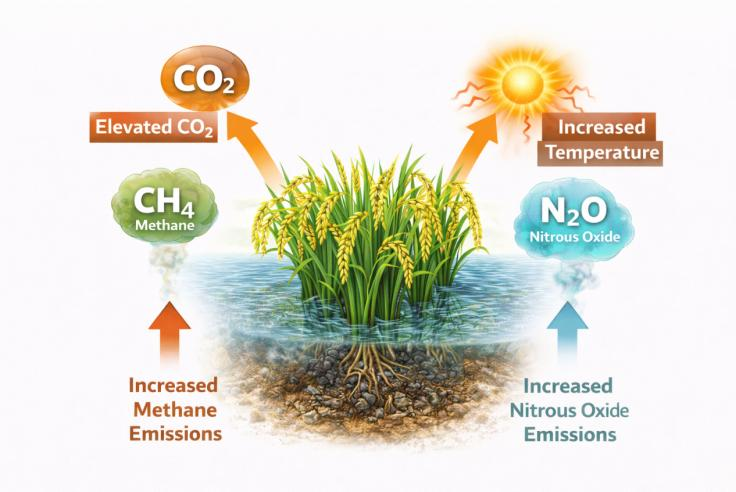 CO₂
Elevated CO₂
Increased
Temperature
CH₄
Methane
N₂O
Nitrous Oxide
Increased
Methane
Emissions
Increased
Nitrous Oxide
Emissions